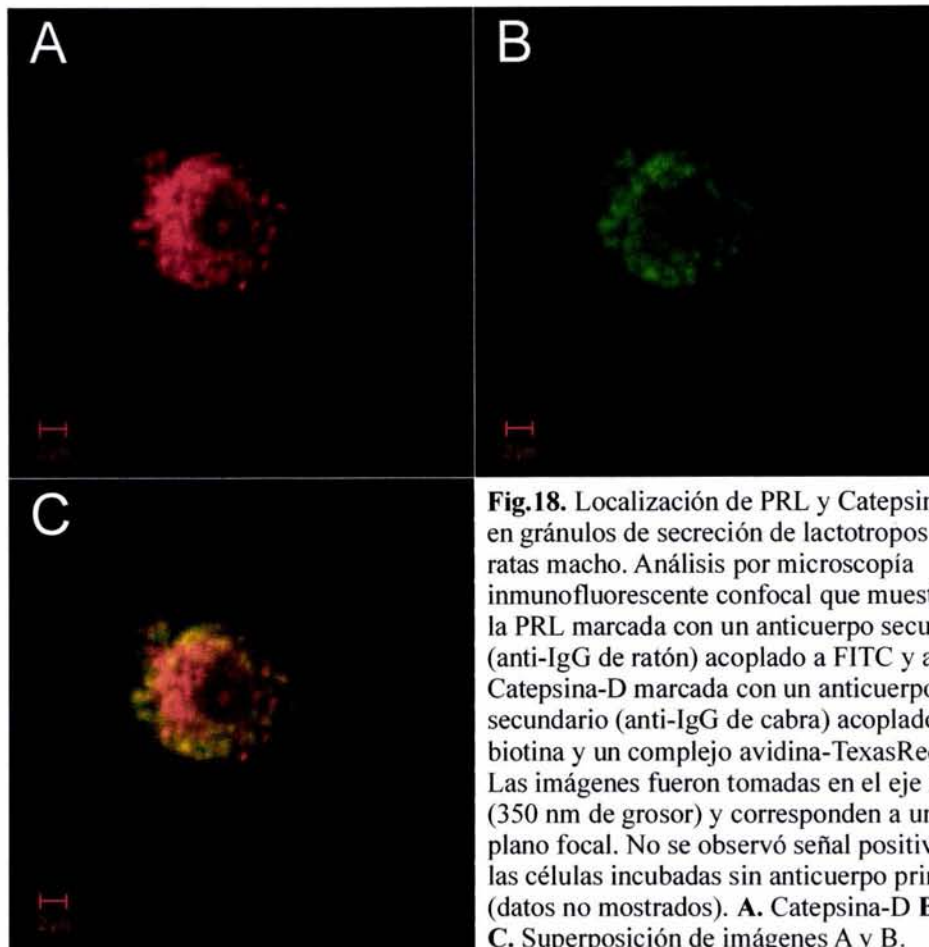 A
B
C
2µm
Fig.18. Localización de PRL y Catepsin
en gránulos de secreción de lactotropos
ratas macho. Análisis por microscopía
inmunofluorescente confocal que muest
la PRL marcada con un anticuerpo secu
(anti-IgG de ratón) acoplado a FITC y a
Catepsina-D marcada con un anticuerpo
secundario (anti-IgG de cabra) acoplado
biotina y un complejo avidina-TexasRe
Las imágenes fueron tomadas en el eje
(350 nm de grosor) y corresponden a un
plano focal. No se observó señal positiv
las células incubadas sin anticuerpo prin
(datos no mostrados). A. Catepsina-D
C. Superposición de imágenes A y B.